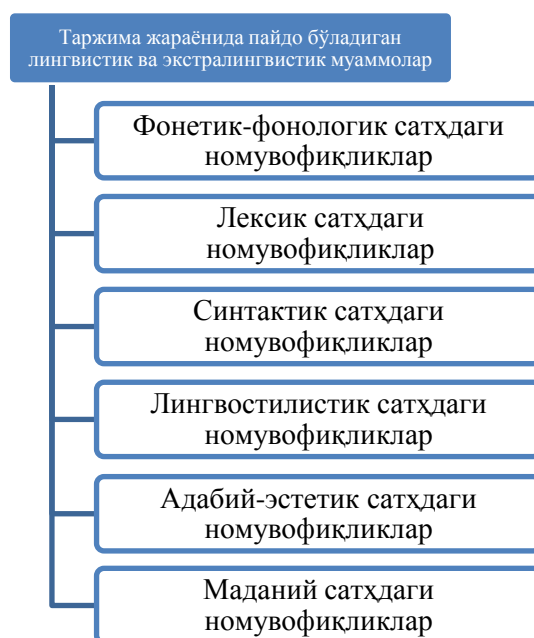 Таржима жараёнида пайдо бўладиган
лингвистик ва экстралингвистик муаммолар
Фонетик-фонологик сатҳдаги
номувофиқликлар
Лексик сатҳдаги
номувофиқликлар
Синтактик сатҳдаги
номувофиқликлар
Лингвостилистик сатҳдаги
номувофиқликлар
Адабий-эстетик сатҳдаги
номувофиқликлар
Маданий сатҳдаги
номувофиқликлар